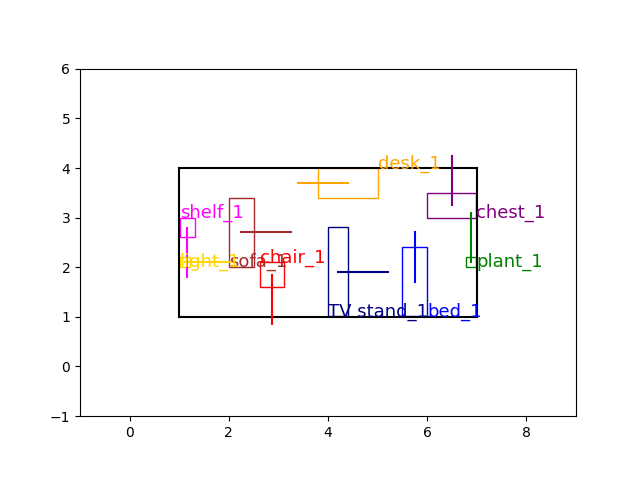 6
5
desk_1
4
shelf_1
chest_1
3
chair_1
light_1
sofa_1
plant_1
2
TV stand_1
bed_1
1
0
−1
0
2
4
6
8